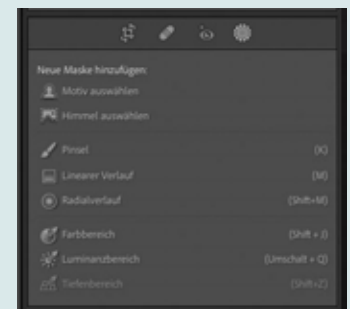 Neue Maske hinzufügen:
Motiv auswählen
Himmel auswählen
Pinsel (K)
Linearer Verlauf (M)
Radialverlauf (Shift+M)
Farbbereich (Shift + J)
Luminanzbereich (Umschalt + Q)
Tiefenbereich (Shift+Z)